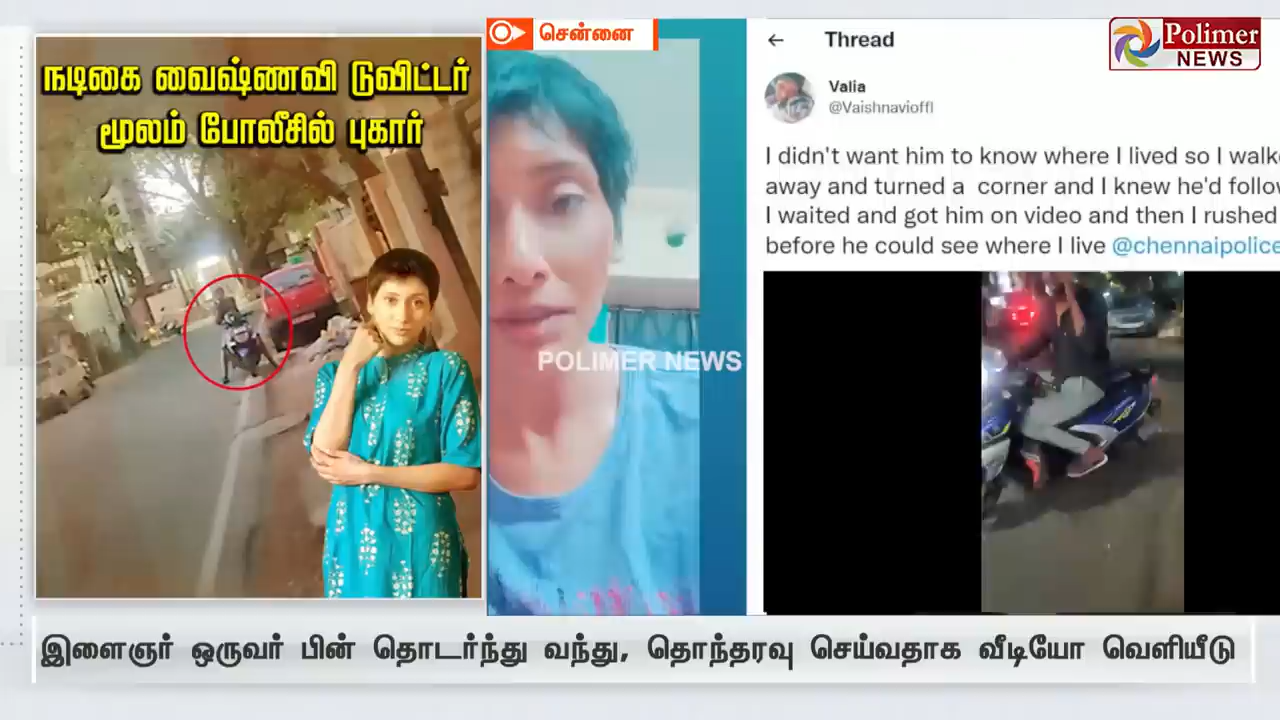 நடிகை வைஷ்ணவி டுவிட்டர்
மூலம் போலீசில் புகார்
சென்னை
Thread
Valia
@Vaishnavioffl
I didn't want him to know where I lived so I walke
away and turned a corner and I knew he'd follow
I waited and got him on video and then I rushed
before he could see where I live @chennaipolice
Polimer
NEWS
POLIMER NEWS
இளைஞர் ஒருவர் பின் தொடர்ந்து வந்து, தொந்தரவு செய்வதாக வீடியோ வெளியீடு